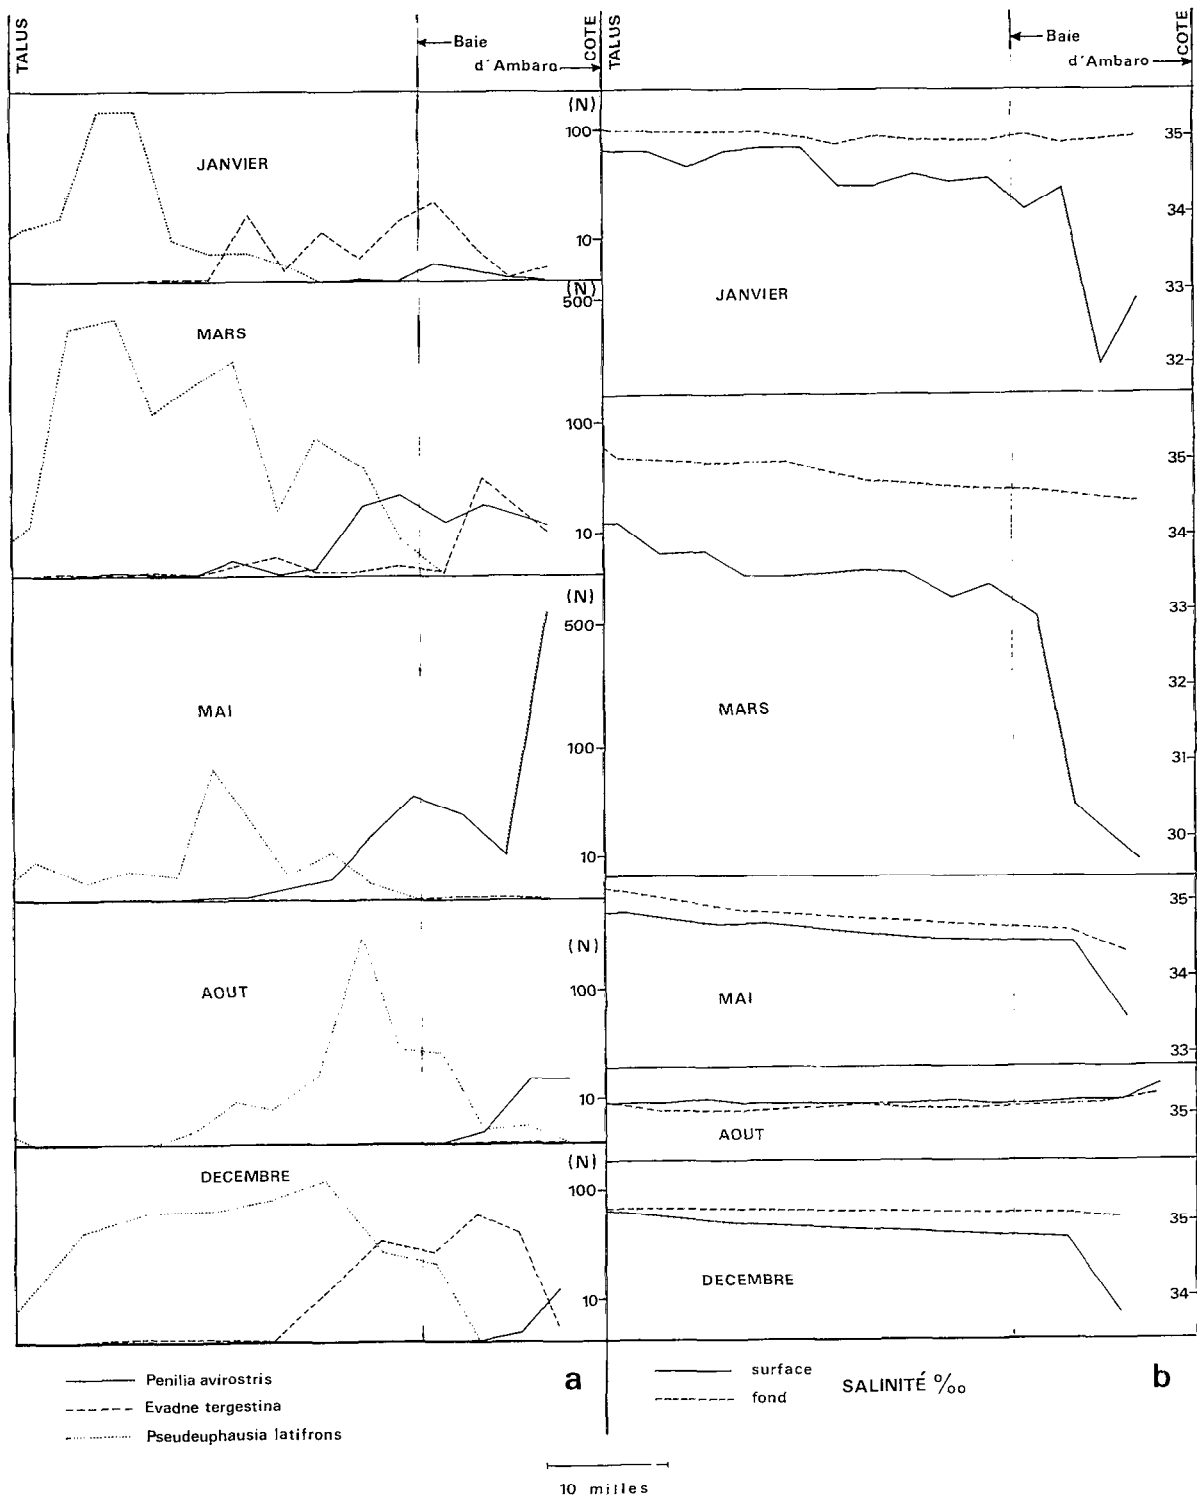 TALUS
Baie
d'Ambaro
COTE
TALUS
Baie
d'Ambaro
COTE
(N)
100
10
JANVIER
(N)
500
100
10
MARS
(N)
500
100
10
MAI
(N)
100
10
AOUT
(N)
100
10
DECEMBRE
35
34
33
32
JANVIER
35
34
33
32
31
30
MARS
35
34
33
MAI
35
AOUT
35
34
DECEMBRE
Penilia avirostris
Evadne tergestina
Pseudeuphausia latifrons
a
surface
fond
SALINITÉ °/₀₀
b
10 milles